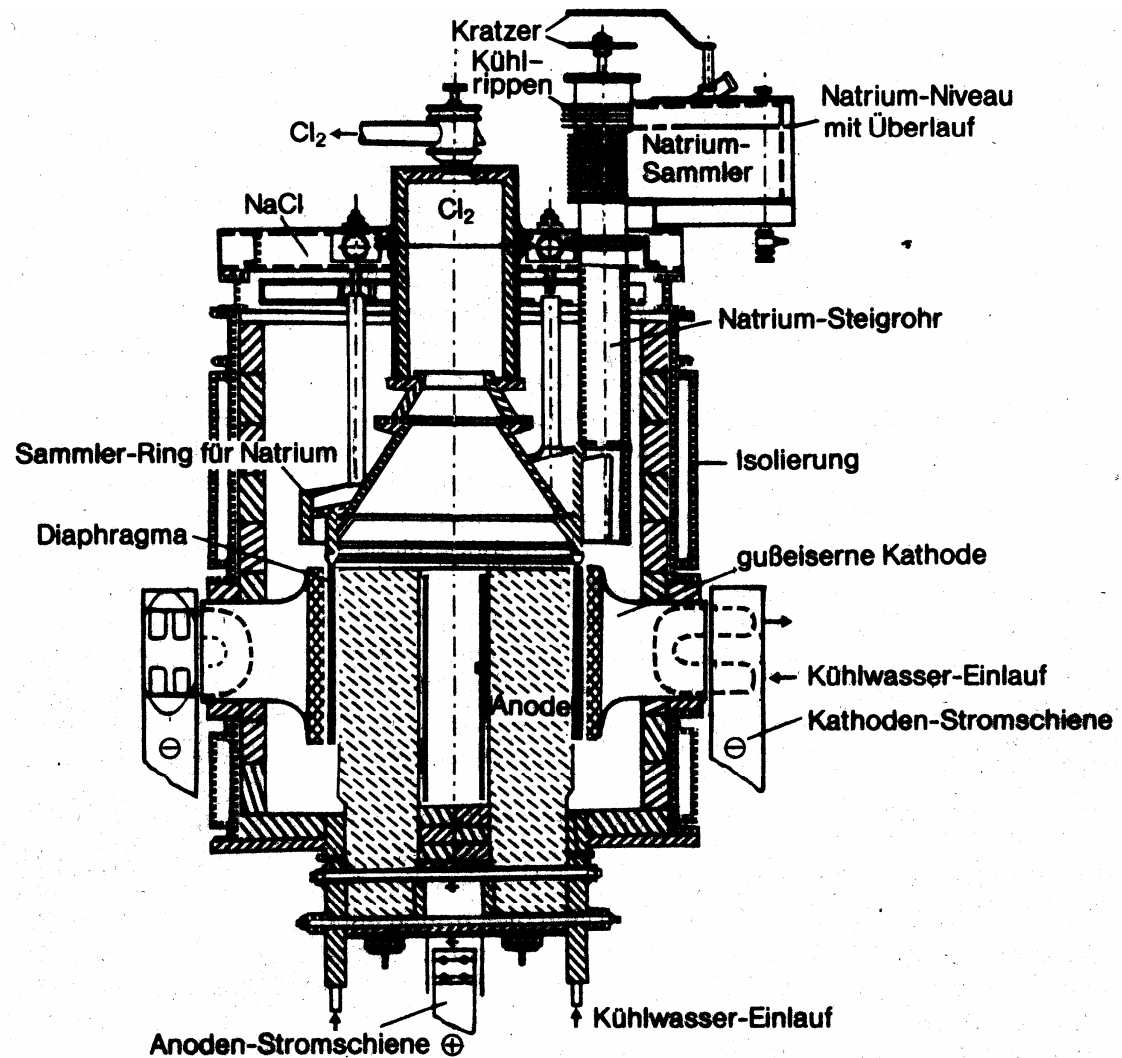 Kratzer
Kühl-
rippen
Natrium-Niveau
mit Überlauf
Cl₂
Natrium-
Sammler
NaCl
Cl₂
Natrium-Steigrohr
Sammler-Ring für Natrium
Isolierung
Diaphragma
gußeiserne Kathode
Anode
Kühlwasser-Einlauf
Kathoden-Stromschiene
⊖
⊖
Kühlwasser-Einlauf
Anoden-Stromschiene ⊕